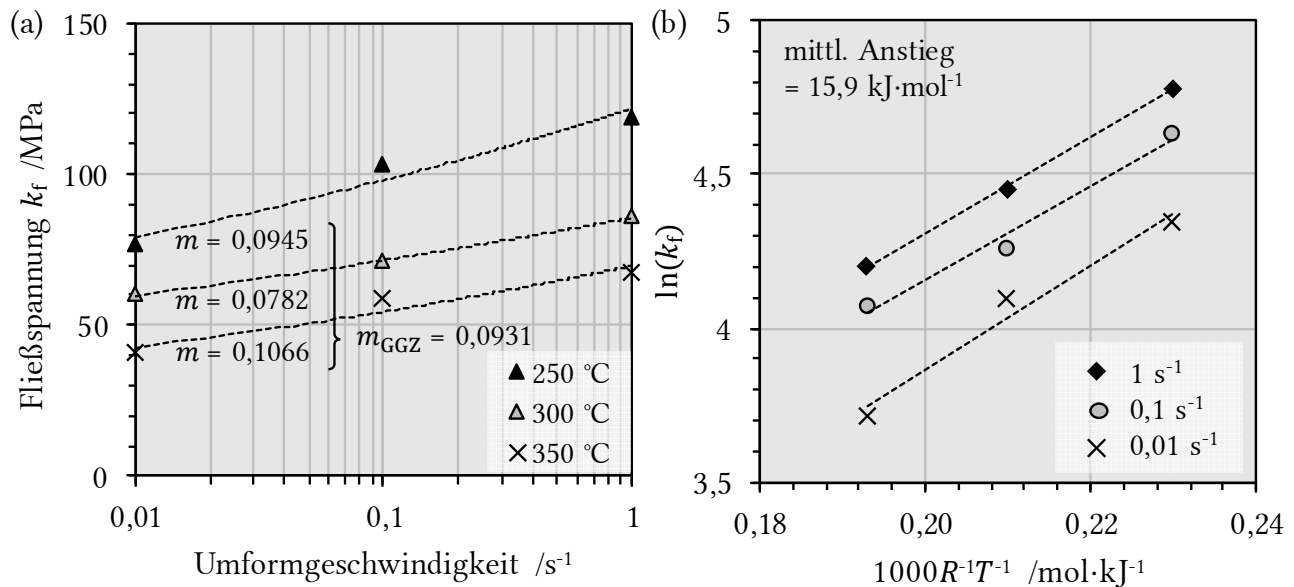 (a)
150
100
50
0
Fließspannung kf /MPa
m = 0,0945
m = 0,0782
m = 0,1066
mGGZ = 0,0931
250 °C
300 °C
350 °C
0,01
0,1
1
Umformgeschwindigkeit /s-1
(b)
5
4,5
4
3,5
ln(kf)
mittl. Anstieg
= 15,9 kJ·mol-1
1 s-1
0,1 s-1
0,01 s-1
0,18
0,20
0,22
0,24
1000R-1T-1 /mol·kJ-1